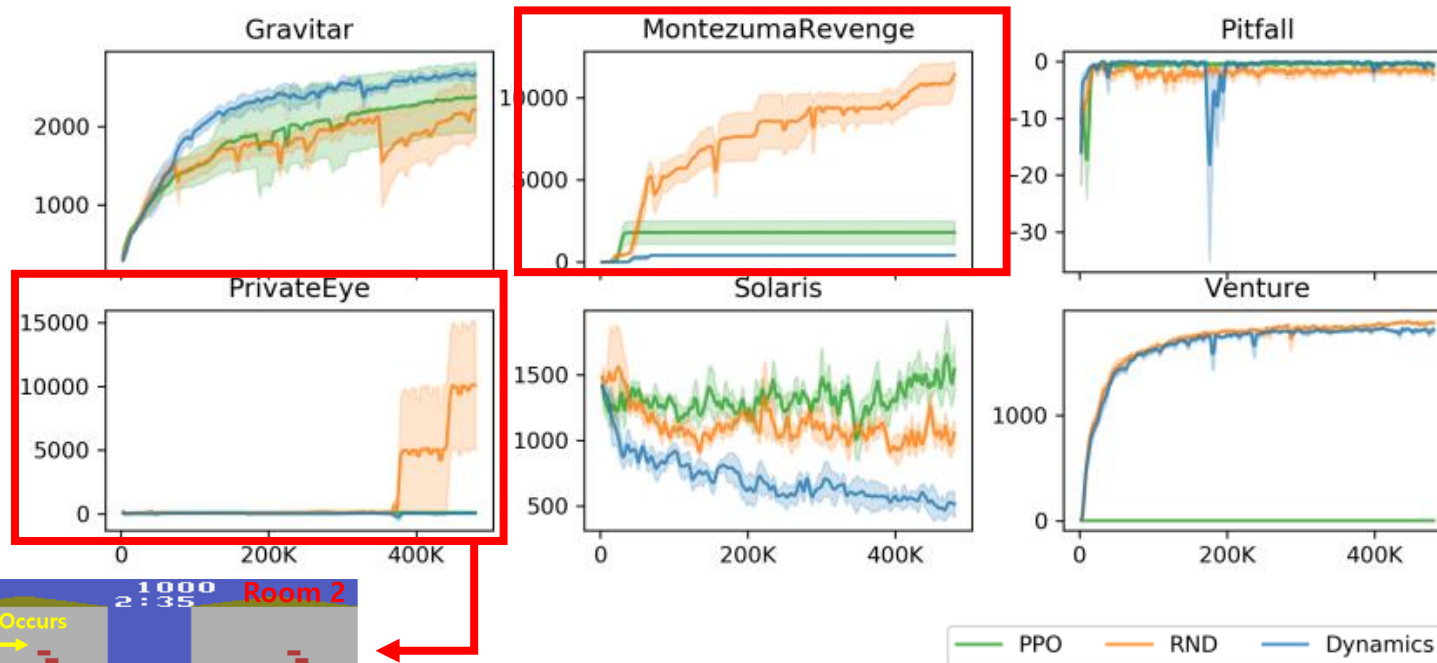 Gravitar
2000
1000
MontezumaRevenge
10000
5000
0
Pitfall
0
-10
-20
-30
PrivateEye
15000
10000
5000
0
0
200K
400K
Solaris
1500
1000
500
0
200K
400K
Venture
1000
0
0
200K
400K
1000
2:35
Room 2
Occurs
PPO
RND
Dynamics